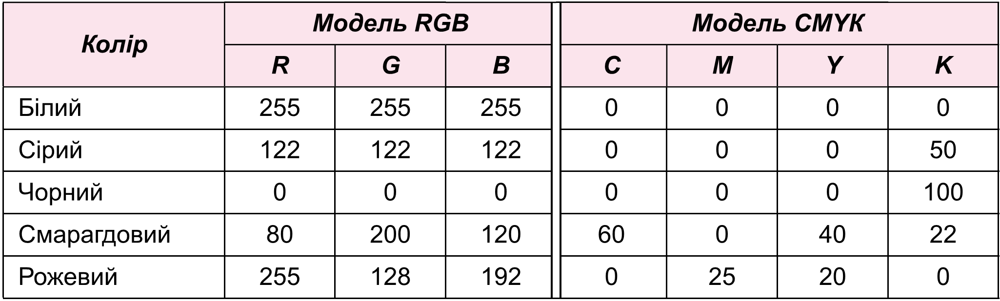 Колір Модель RGB Модель CMYK
R G B C M Y K
Білий 255 255 255 0 0 0 0
Сірий 122 122 122 0 0 0 50
Чорний 0 0 0 0 0 0 100
Смарагдовий 80 200 120 60 0 40 22
Рожевий 255 128 192 0 25 20 0